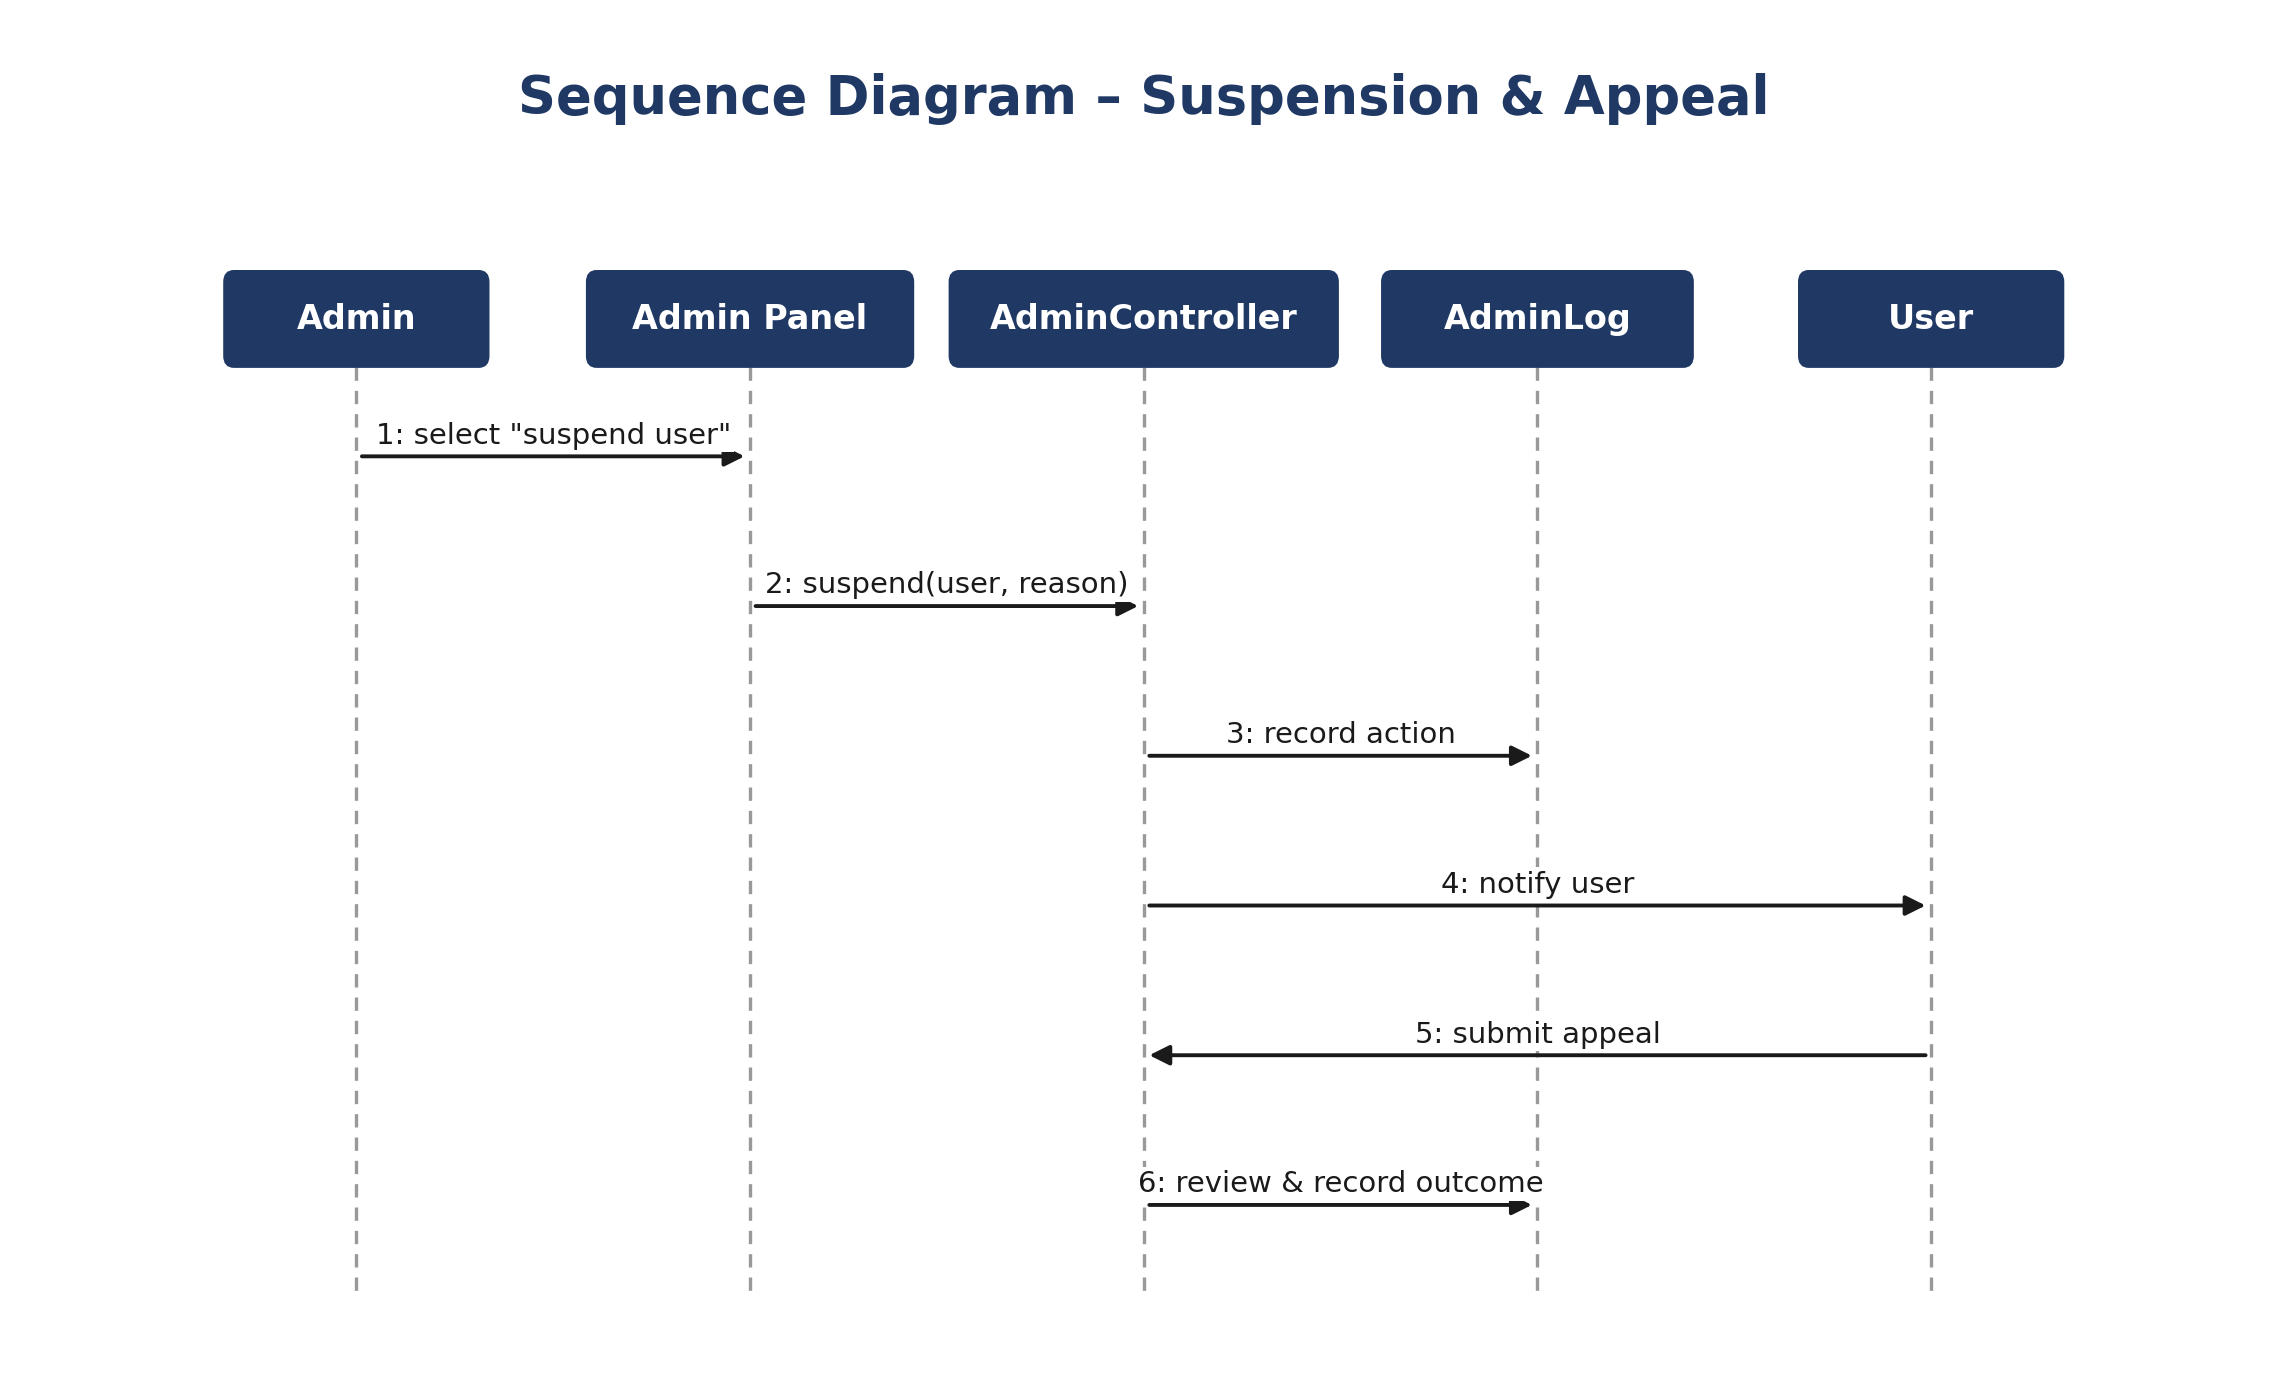 Sequence Diagram – Suspension & Appeal
Admin
Admin Panel
AdminController
AdminLog
User
1: select "suspend user"
2: suspend(user, reason)
3: record action
4: notify user
5: submit appeal
6: review & record outcome